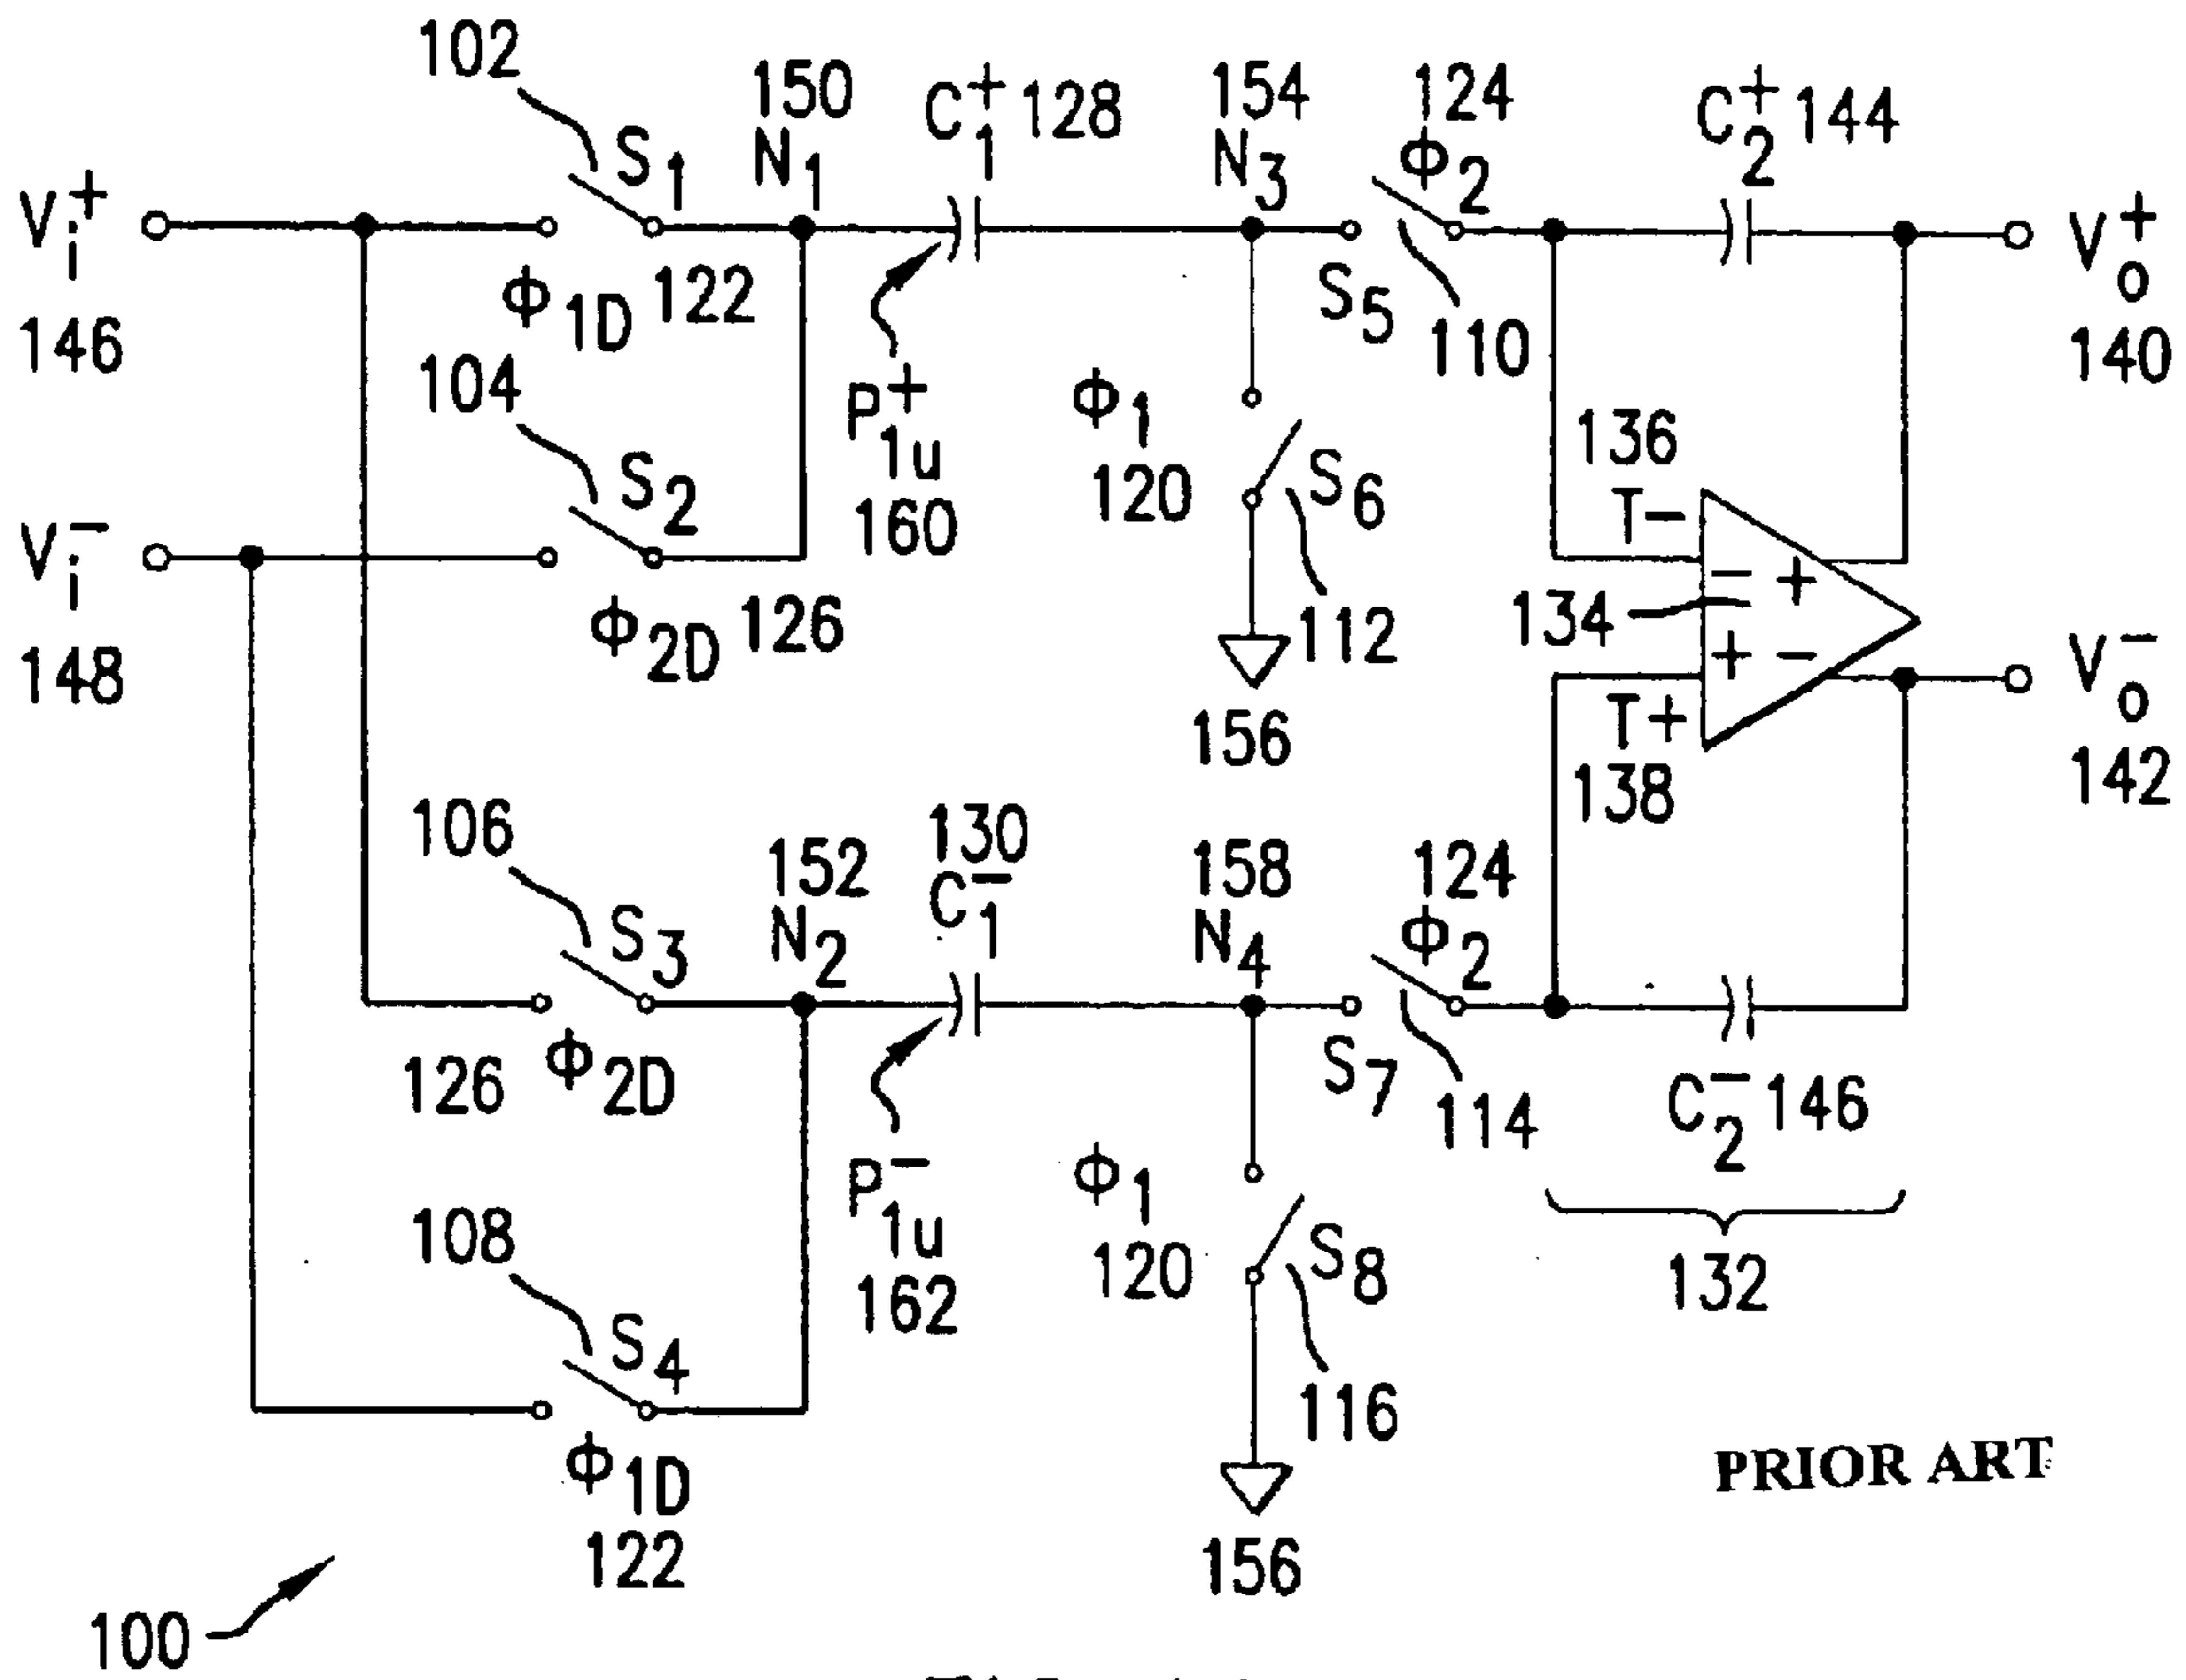 102
S1
150
N1
C1+ 128
154
N3
124
Φ2
C2+ 144
Vi+
146
Φ1D 122
S5
110
Vo+
140
104
S2
P1u+
160
Φ1
120
S6
112
156
136
T-
- +
134
+ -
T+
138
Vi-
148
Φ2D 126
Vo-
142
106
S3
152
N2
130
C1-
158
N4
124
Φ2
126 Φ2D
S7
114
C2- 146
132
108
S4
P1u-
162
Φ1
120
S8
116
156
Φ1D
122
PRIOR ART
100